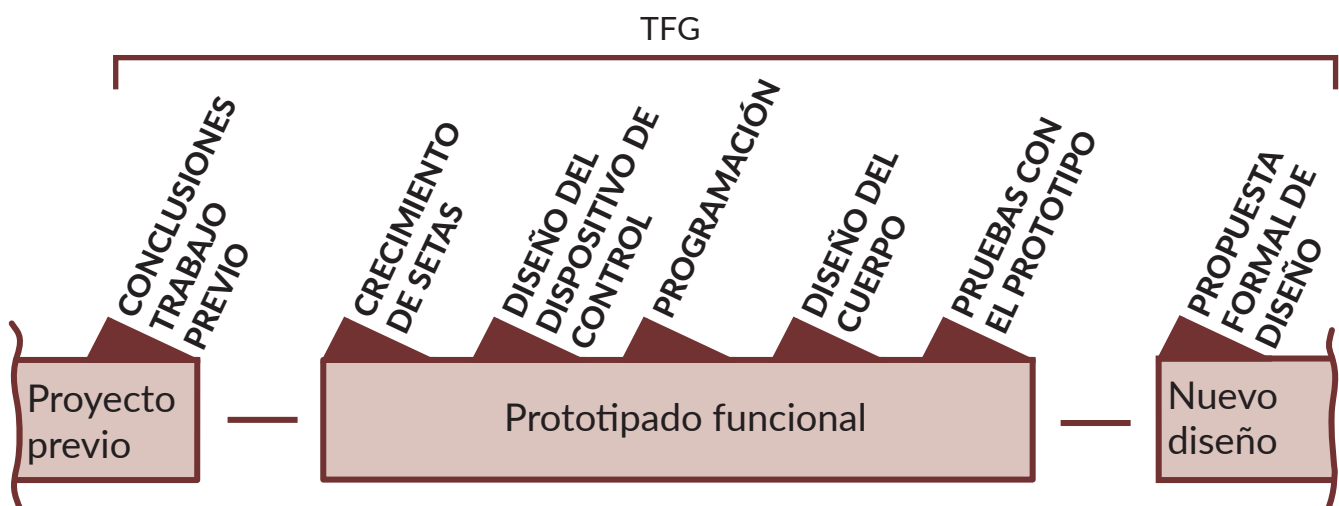 TFG
CONCLUSIONES
TRABAJO
PREVIO
CRECIMIENTO
DE SETAS
DISEÑO DEL
DISPOSITIVO DE
CONTROL
PROGRAMACIÓN
DISEÑO DEL
CUERPO
PRUEBAS CON
EL PROTOTIPO
PROPUESTA
FORMAL DE
DISEÑO
Proyecto
previo
Prototipado funcional
Nuevo
diseño